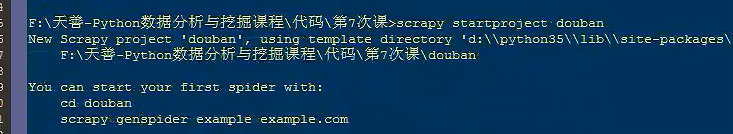 F:\天善-Python数据分析与挖掘课程\代码\第7次课>scrapy startproject douban
New Scrapy project 'douban', using template directory 'd:\\python35\\lib\\site-packages\
F:\天善-Python数据分析与挖掘课程\代码\第7次课\douban
You can start your first spider with:
cd douban
scrapy genspider example example.com